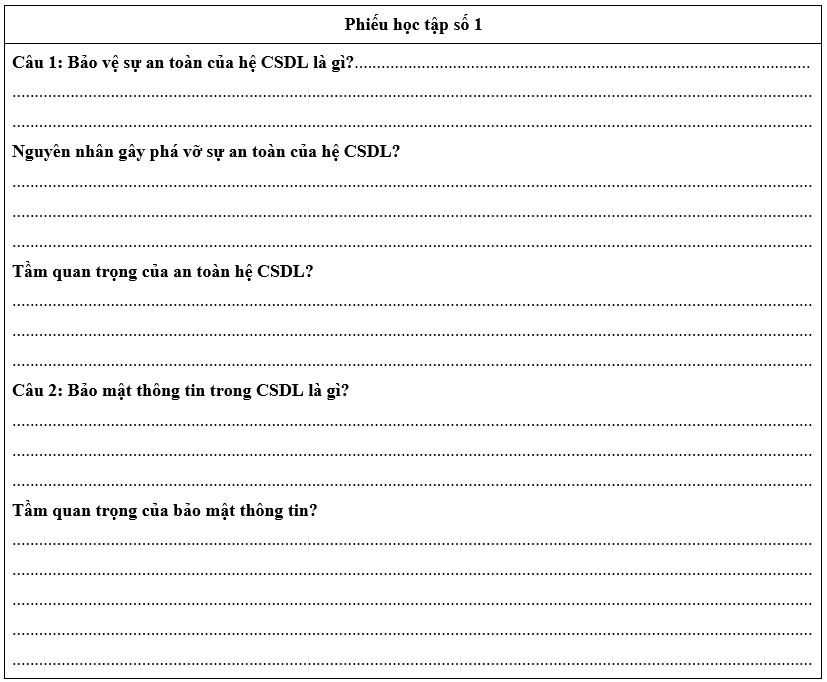 Phiếu học tập số 1
Câu 1: Bảo vệ sự an toàn của hệ CSDL là gì?..........................................................................................................
..........................................................................................................................................................................................
..........................................................................................................................................................................................
Nguyên nhân gây phá vỡ sự an toàn của hệ CSDL?
..........................................................................................................................................................................................
..........................................................................................................................................................................................
..........................................................................................................................................................................................
Tầm quan trọng của an toàn hệ CSDL?
..........................................................................................................................................................................................
..........................................................................................................................................................................................
..........................................................................................................................................................................................
Câu 2: Bảo mật thông tin trong CSDL là gì?
..........................................................................................................................................................................................
..........................................................................................................................................................................................
..........................................................................................................................................................................................
Tầm quan trọng của bảo mật thông tin?
..........................................................................................................................................................................................
..........................................................................................................................................................................................
..........................................................................................................................................................................................
..........................................................................................................................................................................................
..........................................................................................................................................................................................